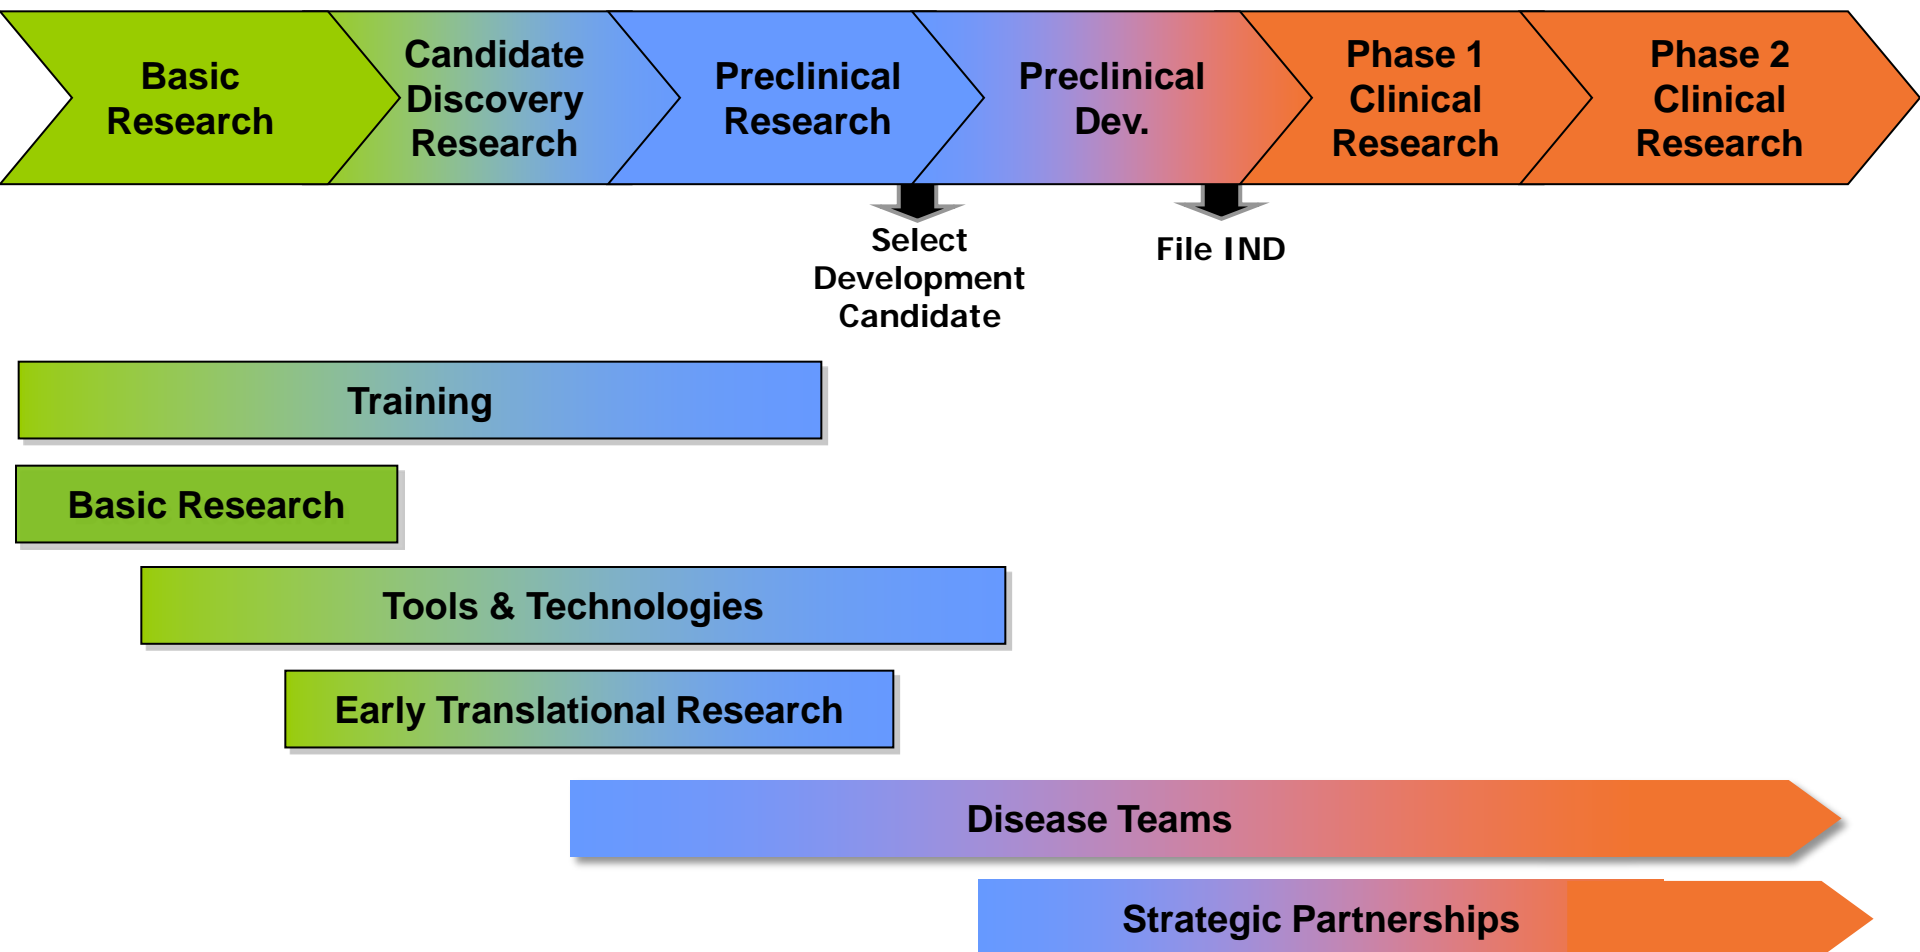 Basic
Research
Candidate
Discovery
Research
Preclinical
Research
Preclinical
Dev.
Phase 1
Clinical
Research
Phase 2
Clinical
Research
Select
Development
Candidate
File IND
Training
Basic Research
Tools & Technologies
Early Translational Research
Disease Teams
Strategic Partnerships